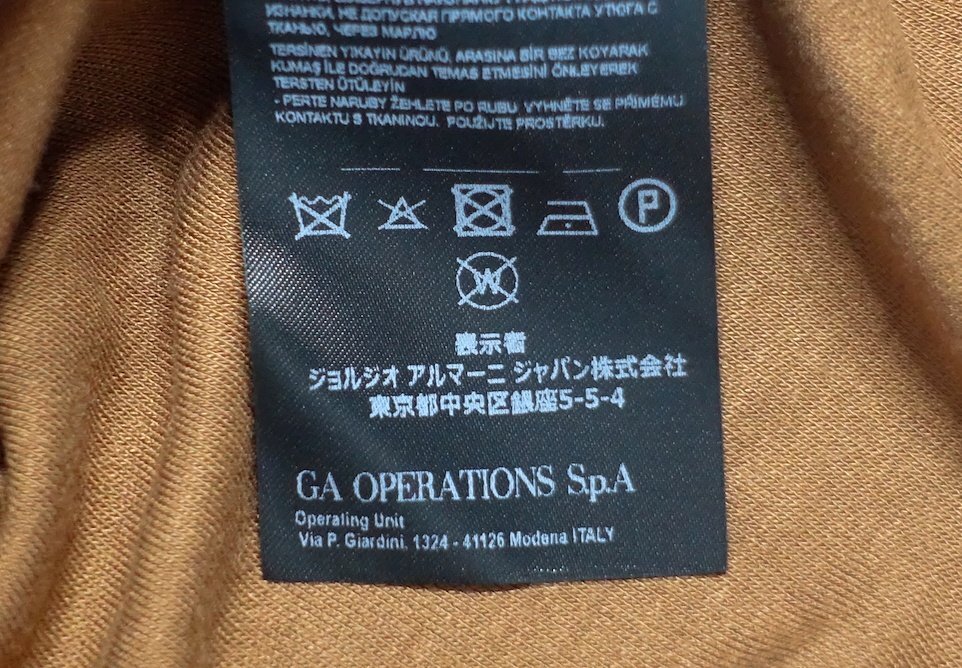 ИЗНАНКИ, НЕ ДОПУСКАЯ ПРЯМОГО КОНТАКТА УТЮГА С
ТКАНЬЮ, ЧЕРЕЗ МАРЛЮ
TERSİNEN YIKAYIN ÜRÜNÜ, ARASINA BİR BEZ KOYARAK
KUMAŞ İLE DOĞRUDAN TEMAS ETMESİNİ ÖNLEYEREK
TERSTEN ÜTÜLEYİN
- PERTE NARUBY ŽEHLETE PO RUBU VYHNĚTE SE PŘÍMÉMU
KONTAKTU S TKANINOU. POUŽIJTE PROSTĚRKU.
P
W
表示者
ジョルジオ アルマーニ ジャパン株式会社
東京都中央区銀座5-5-4
GA OPERATIONS S.p.A
Operating Unit
Via P. Giardini, 1324 - 41126 Modena ITALY